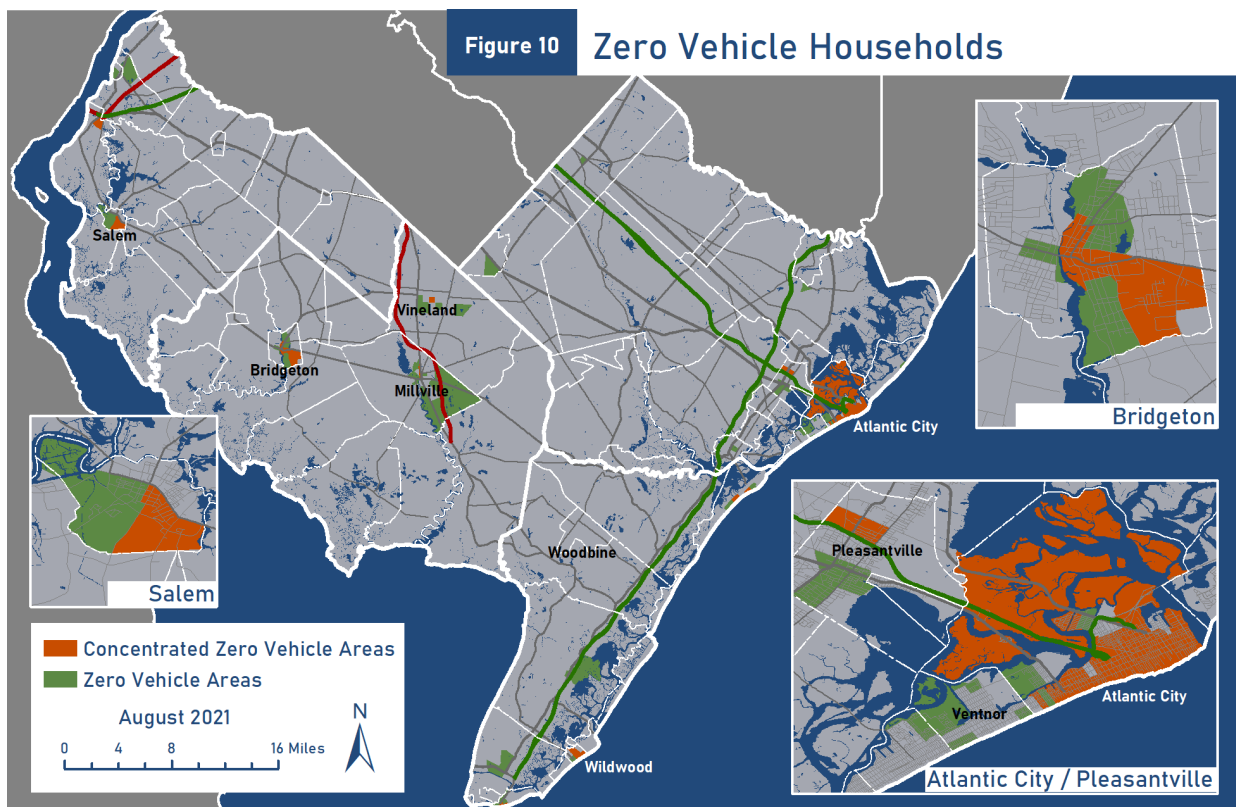 Figure 10
Zero Vehicle Households
Salem
Vineland
Bridgeton
Millville
Atlantic City
Woodbine
Wildwood
Bridgeton
Salem
Pleasantville
Ventnor
Atlantic City
Atlantic City / Pleasantville
Concentrated Zero Vehicle Areas
Zero Vehicle Areas
August 2021
N
0 4 8 16 Miles